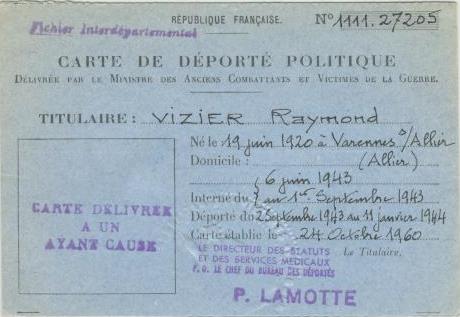 RÉPUBLIQUE FRANÇAISE.
N° 1111.27205
Fichier Interdépartemental
CARTE DE DÉPORTÉ POLITIQUE
DÉLIVRÉE PAR LE MINISTRE DES ANCIENS COMBATTANTS ET VICTIMES DE LA GUERRE.
TITULAIRE : VIZIER Raymond
Né le 19 juin 1920 à Varennes s/Allier
Domicile : (Allier)
6 juin 1943
Interné du au 1er Septembre 1943
Déporté du 2 Septembre 1943 au 11 janvier 1944
Carte établie le 24 Octobre 1960
CARTE DELIVREE
A UN
AYANT CAUSE
LE DIRECTEUR DES STATUTS
ET DES SERVICES MEDICAUX
Le Titulaire,
P. O. LE CHEF DU BUREAU DES DÉPORTÉS
P. LAMOTTE